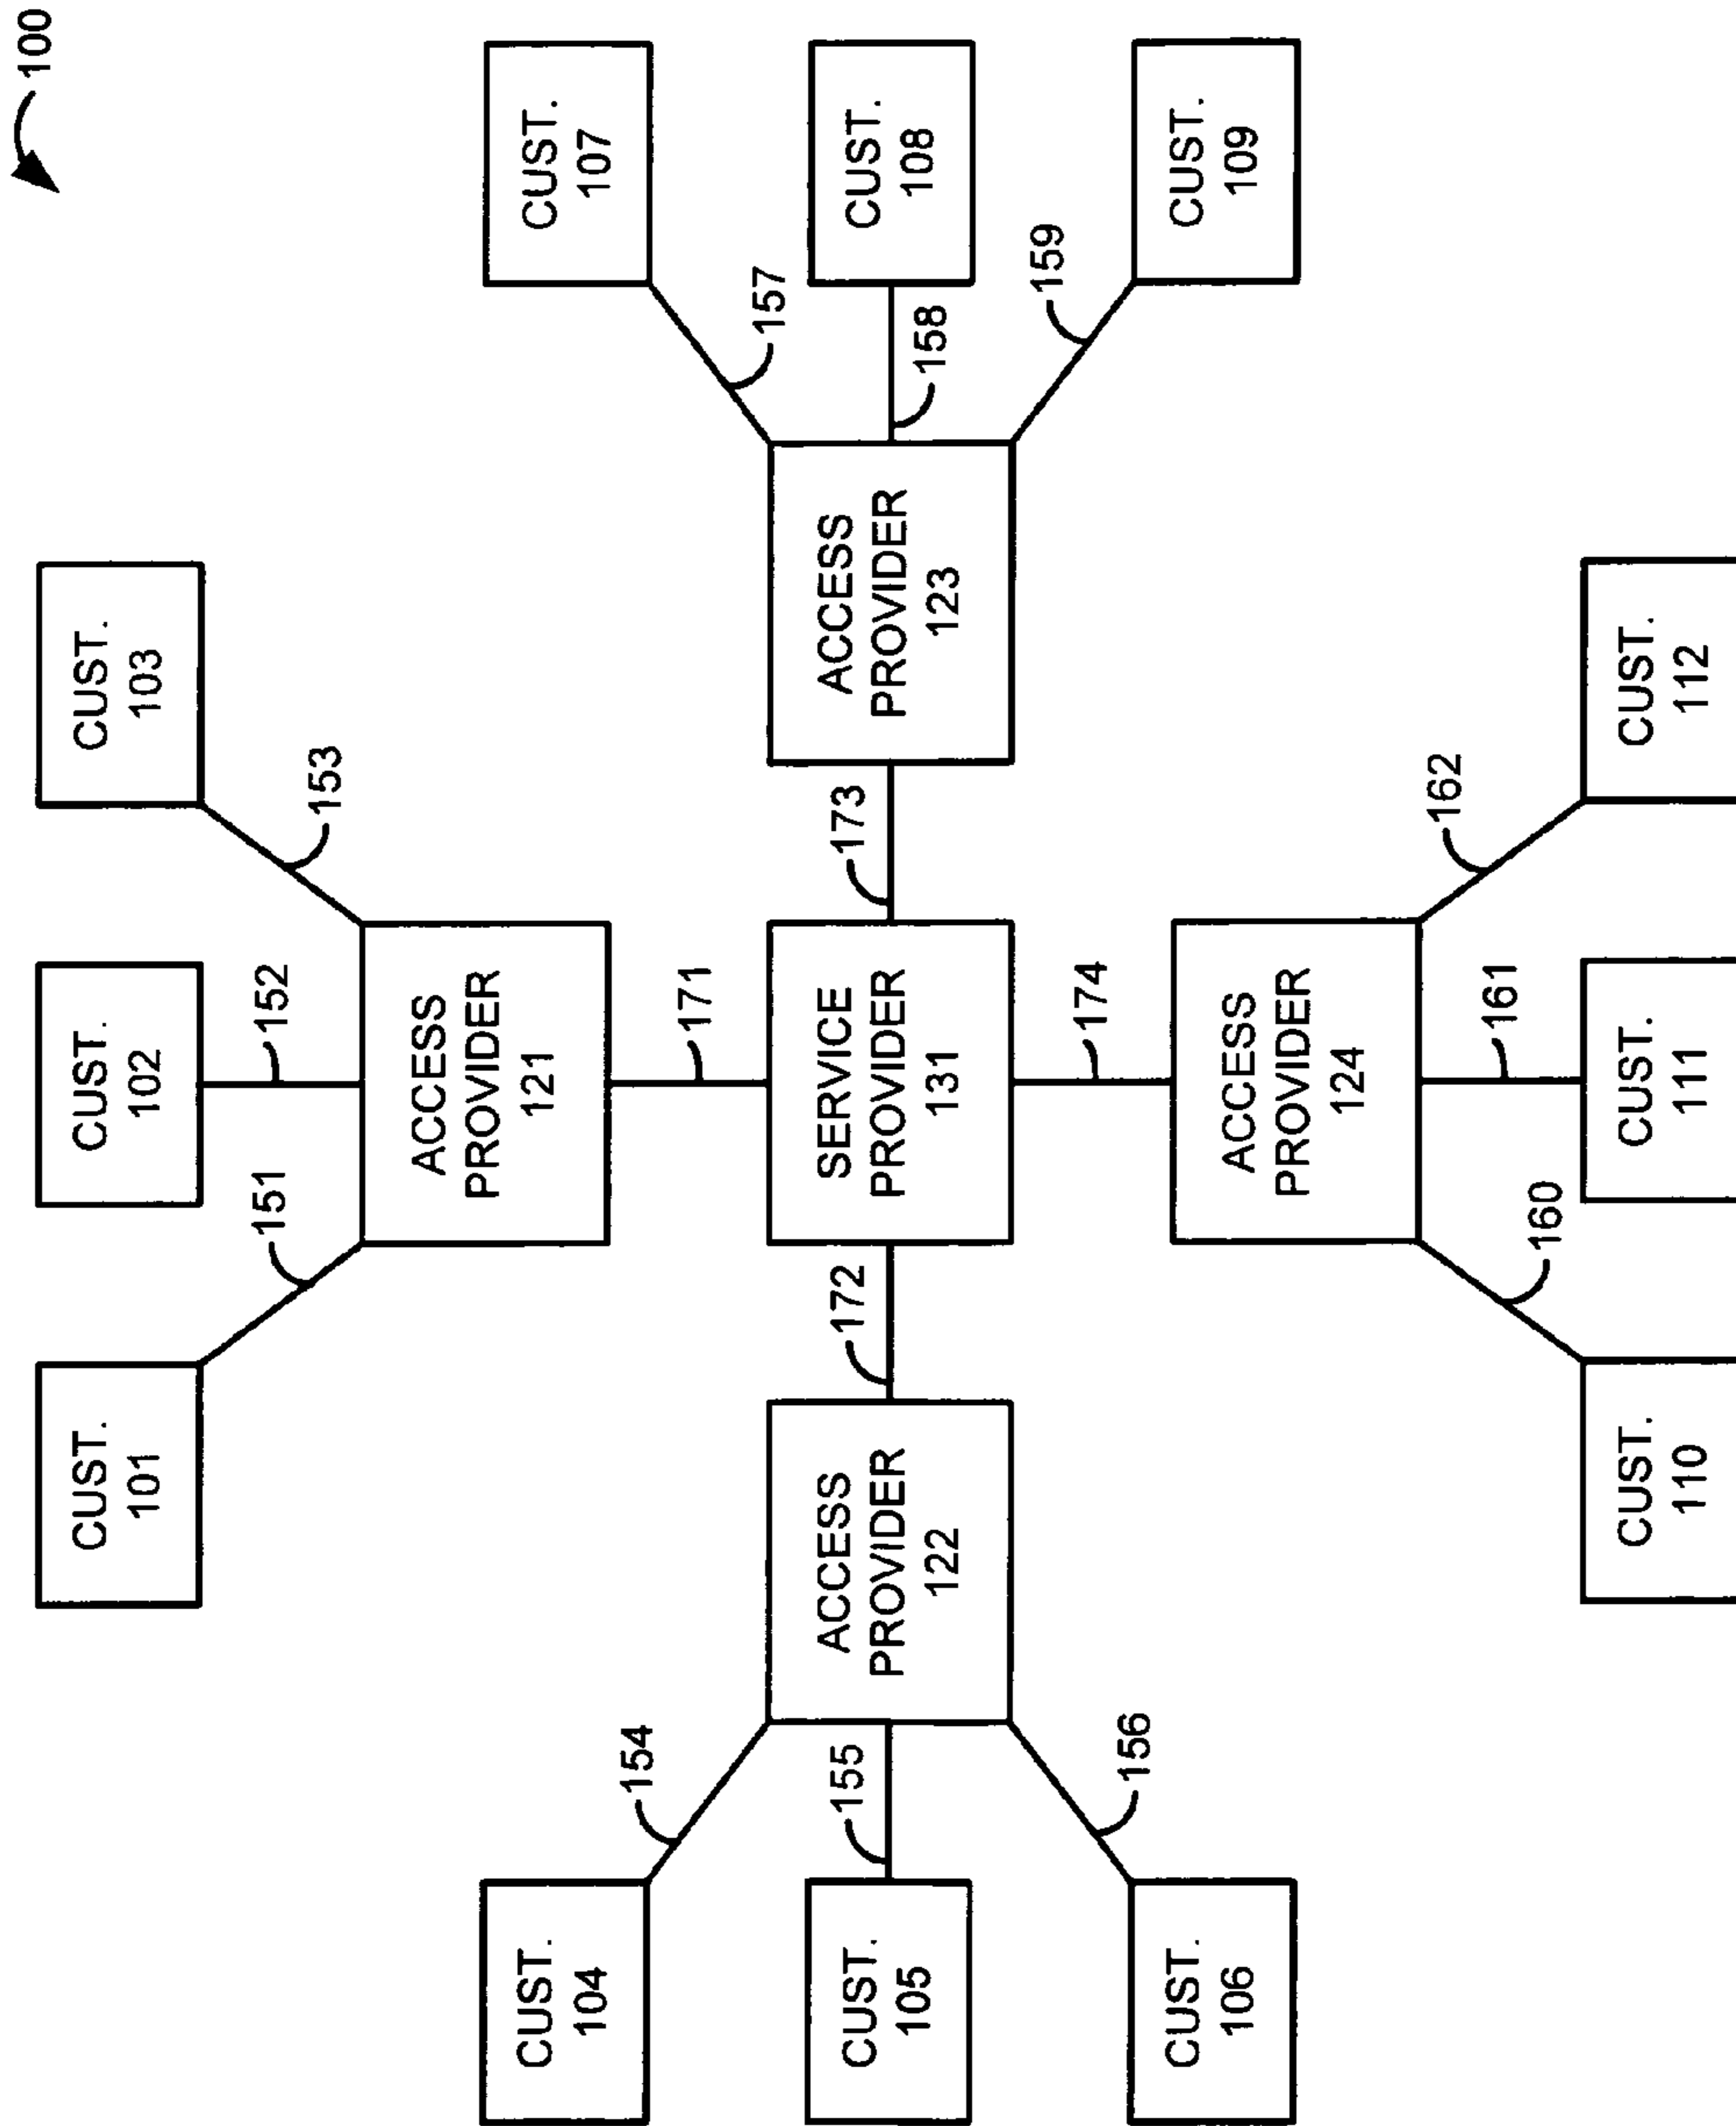 100
CUST.
101
CUST.
102
CUST.
103
151
152
153
ACCESS
PROVIDER
121
171
CUST.
104
CUST.
105
CUST.
106
154
155
156
ACCESS
PROVIDER
122
172
SERVICE
PROVIDER
131
173
ACCESS
PROVIDER
123
157
158
159
CUST.
107
CUST.
108
CUST.
109
174
ACCESS
PROVIDER
124
160
161
162
CUST.
110
CUST.
111
CUST.
112